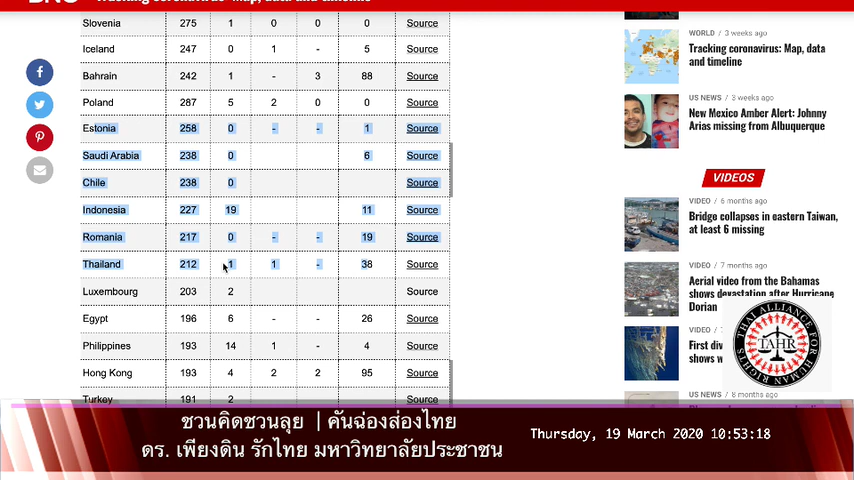 Slovenia 275 1 0 0 0 Source
Iceland 247 0 1 - 5 Source
Bahrain 242 1 - 3 88 Source
Poland 287 5 2 0 0 Source
Estonia 258 0 - - 1 Source
Saudi Arabia 238 0 6 Source
Chile 238 0 Source
Indonesia 227 19 11 Source
Romania 217 0 - - 19 Source
Thailand 212 1 1 - 38 Source
Luxembourg 203 2 Source
Egypt 196 6 - - 26 Source
Philippines 193 14 1 - 4 Source
Hong Kong 193 4 2 2 95 Source
Turkey 191 2
WORLD / 3 weeks ago
Tracking coronavirus: Map, data
and timeline
US NEWS / 3 weeks ago
New Mexico Amber Alert: Johnny
Arias missing from Albuquerque
VIDEOS
VIDEO / 6 months ago
Bridge collapses in eastern Taiwan,
at least 6 missing
VIDEO / 7 months ago
Aerial video from the Bahamas
shows devastation after Hurricane
Dorian
VIDEO /
First
shows
US NEWS / 8 months ago
THAI ALLIANCE FOR HUMAN RIGHTS
TAHR
ชวนคิดชวนลุย | คันฉ่องส่องไทย
ดร. เพียงดิน รักไทย มหาวิทยาลัยประชาชน
Thursday, 19 March 2020 10:53:18